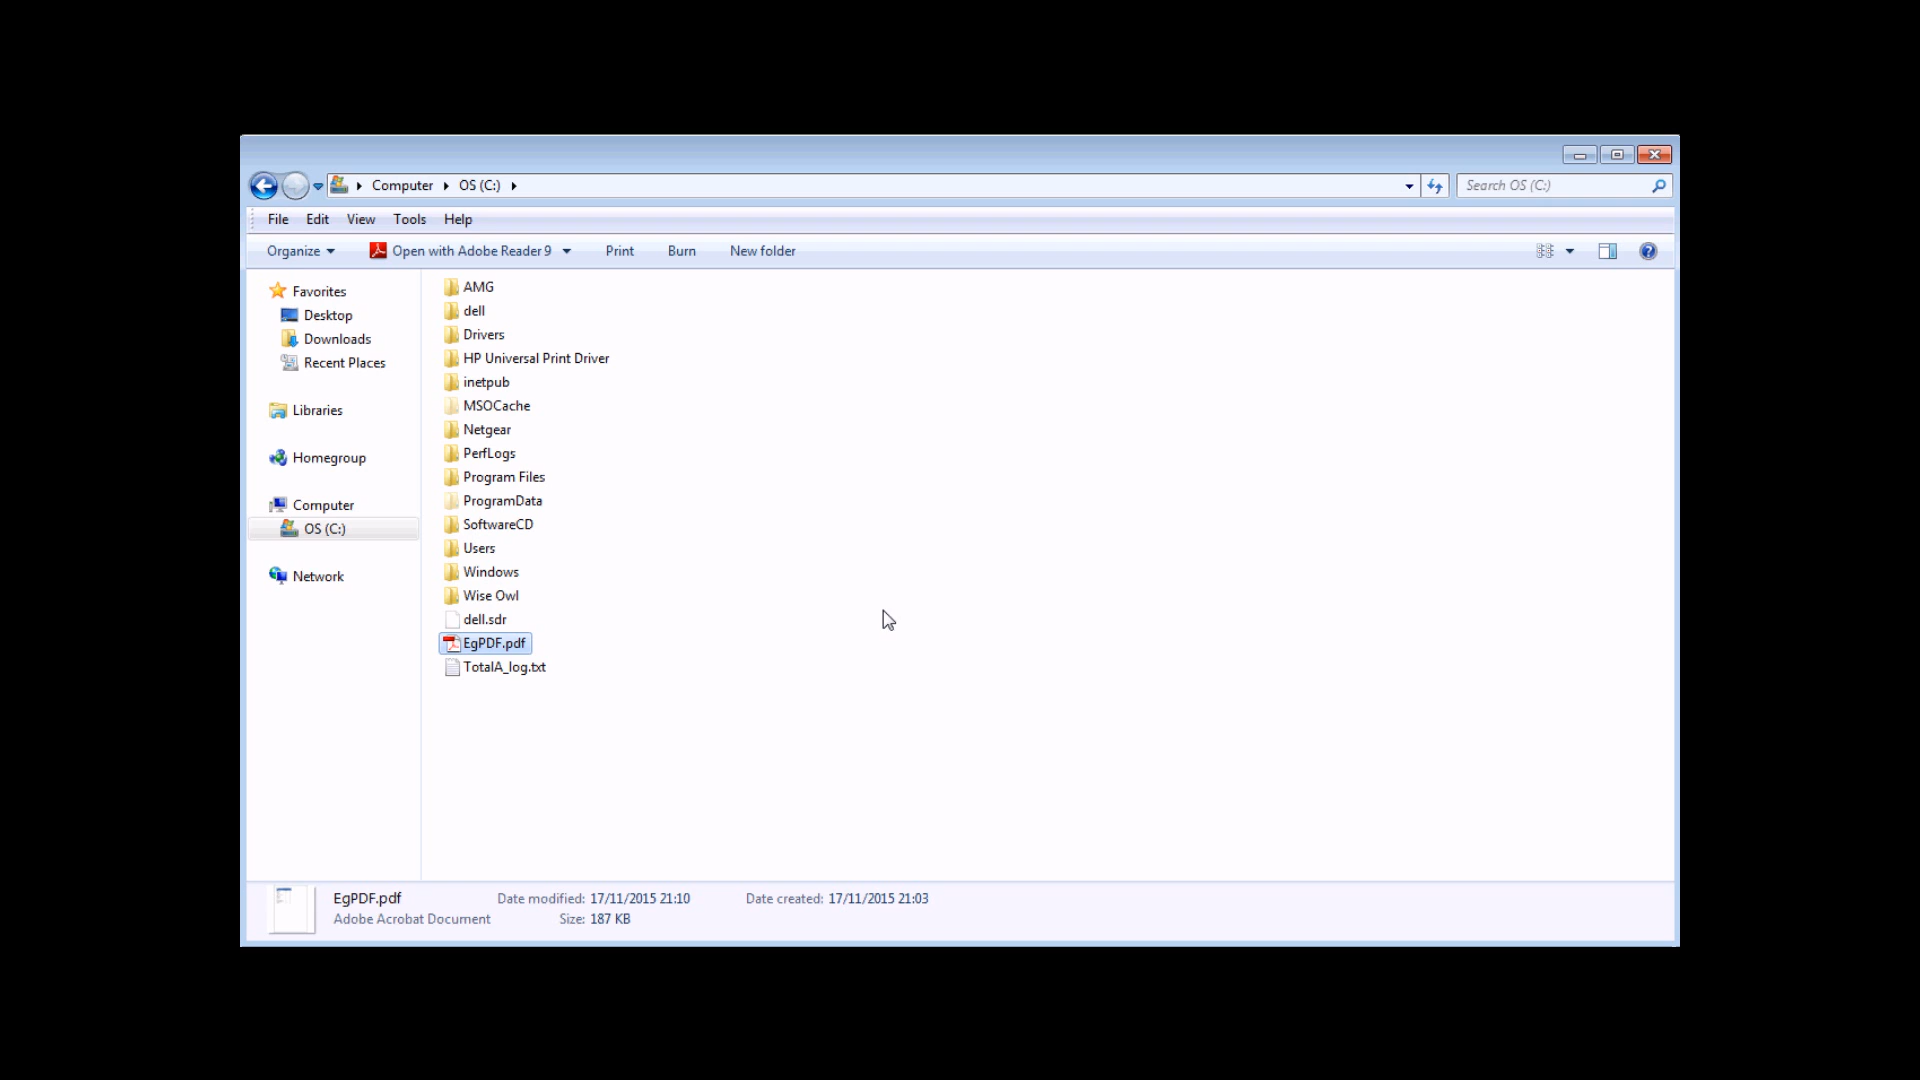 Computer OS (C:)
Search OS (C:)
File Edit View Tools Help
Organize Open with Adobe Reader 9 Print Burn New folder
Favorites
Desktop
Downloads
Recent Places
Libraries
Homegroup
Computer
OS (C:)
Network
AMG
dell
Drivers
HP Universal Print Driver
inetpub
MSOCache
Netgear
PerfLogs
Program Files
ProgramData
SoftwareCD
Users
Windows
Wise Owl
dell.sdr
EgPDF.pdf
TotalA_log.txt
EgPDF.pdf Date modified: 17/11/2015 21:10 Date created: 17/11/2015 21:03
Adobe Acrobat Document Size: 187 KB